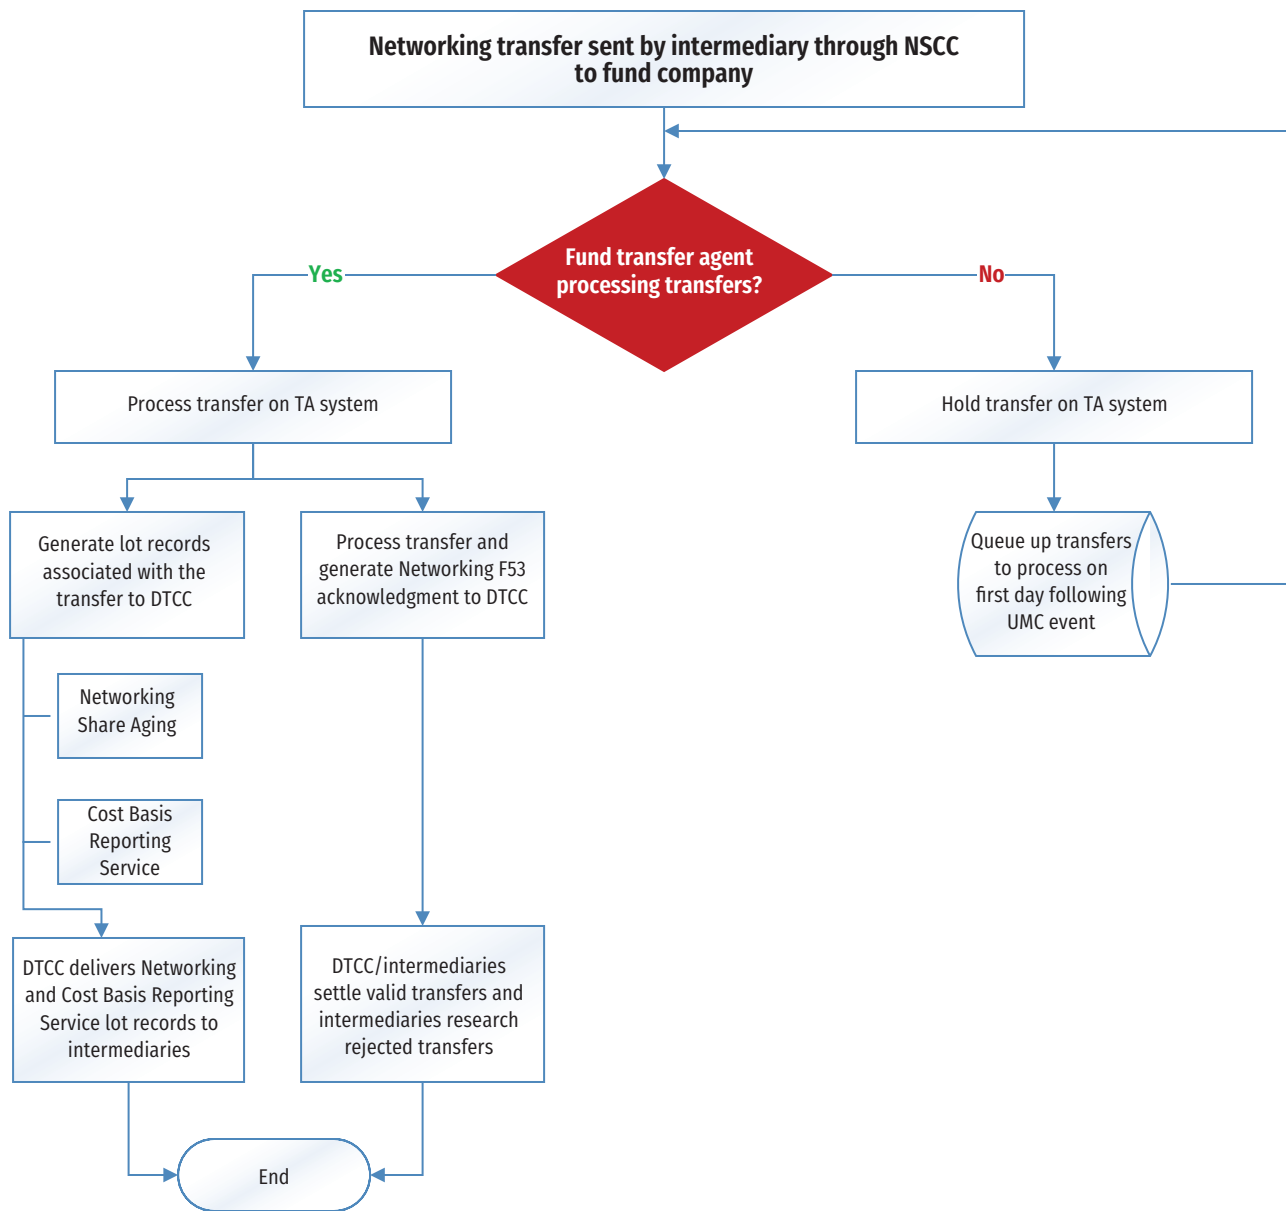 Networking transfer sent by intermediary through NSCC
to fund company
Fund transfer agent
processing transfers?
Yes
No
Process transfer on TA system
Hold transfer on TA system
Generate lot records
associated with the
transfer to DTCC
Process transfer and
generate Networking F53
acknowledgment to DTCC
Queue up transfers
to process on
first day following
UMC event
Networking
Share Aging
Cost Basis
Reporting
Service
DTCC delivers Networking
and Cost Basis Reporting
Service lot records to
intermediaries
DTCC/intermediaries
settle valid transfers and
intermediaries research
rejected transfers
End